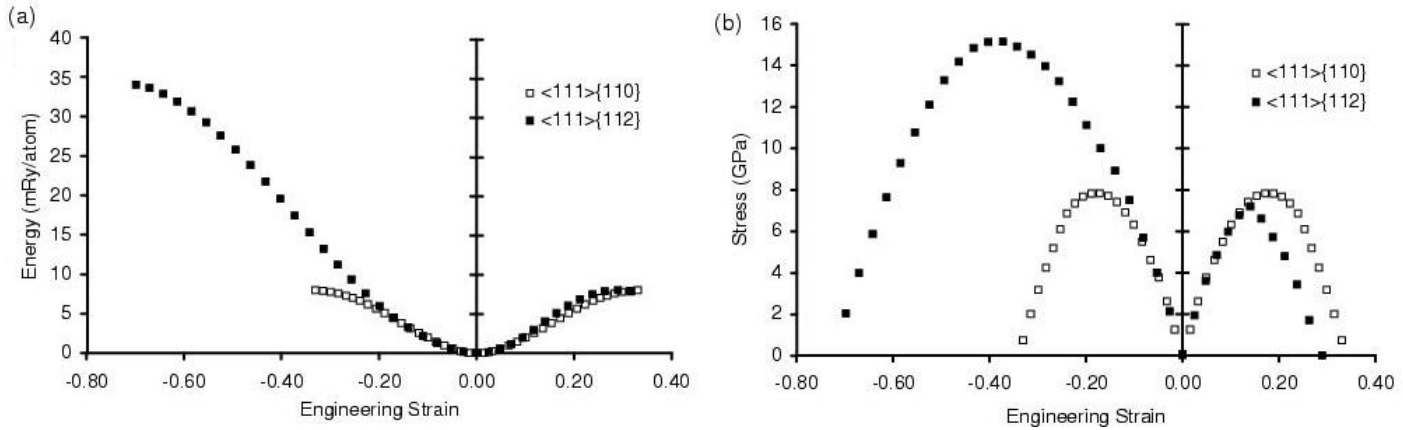 (a)
40
35
30
25
20
15
10
5
0
Energy (mRy/atom)
<111>{110}
<111>{112}
-0.80 -0.60 -0.40 -0.20 0.00 0.20 0.40
Engineering Strain
(b)
16
14
12
10
8
6
4
2
0
Stress (GPa)
<111>{110}
<111>{112}
-0.80 -0.60 -0.40 -0.20 0.00 0.20 0.40
Engineering Strain